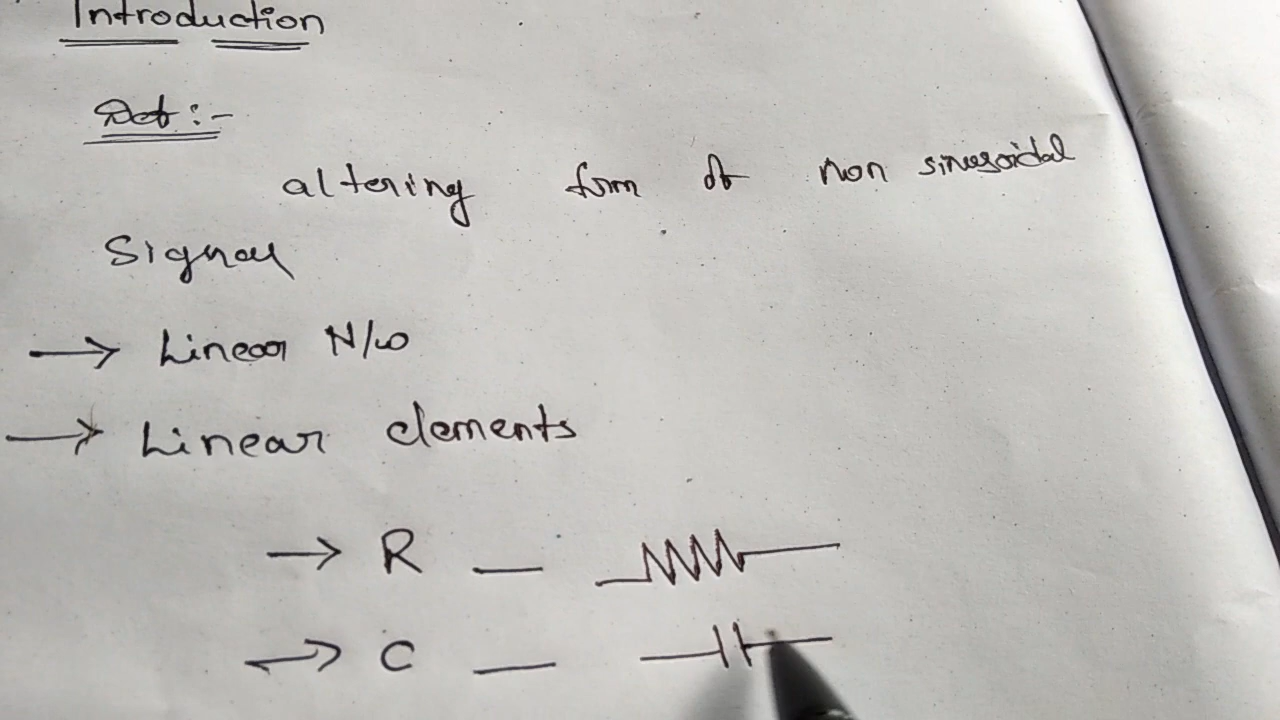 Introduction
Def :-
altering form of non sinusoidal
Signal
→ Linear N/w
→ Linear elements
→ R —
→ C —